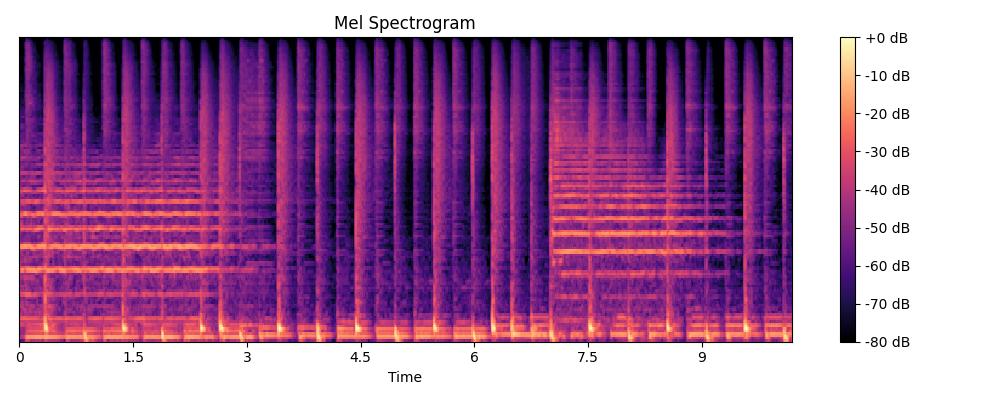 Mel Spectrogram
+0 dB
-10 dB
-20 dB
-30 dB
-40 dB
-50 dB
-60 dB
-70 dB
-80 dB
0 1.5 3 4.5 6 7.5 9
Time